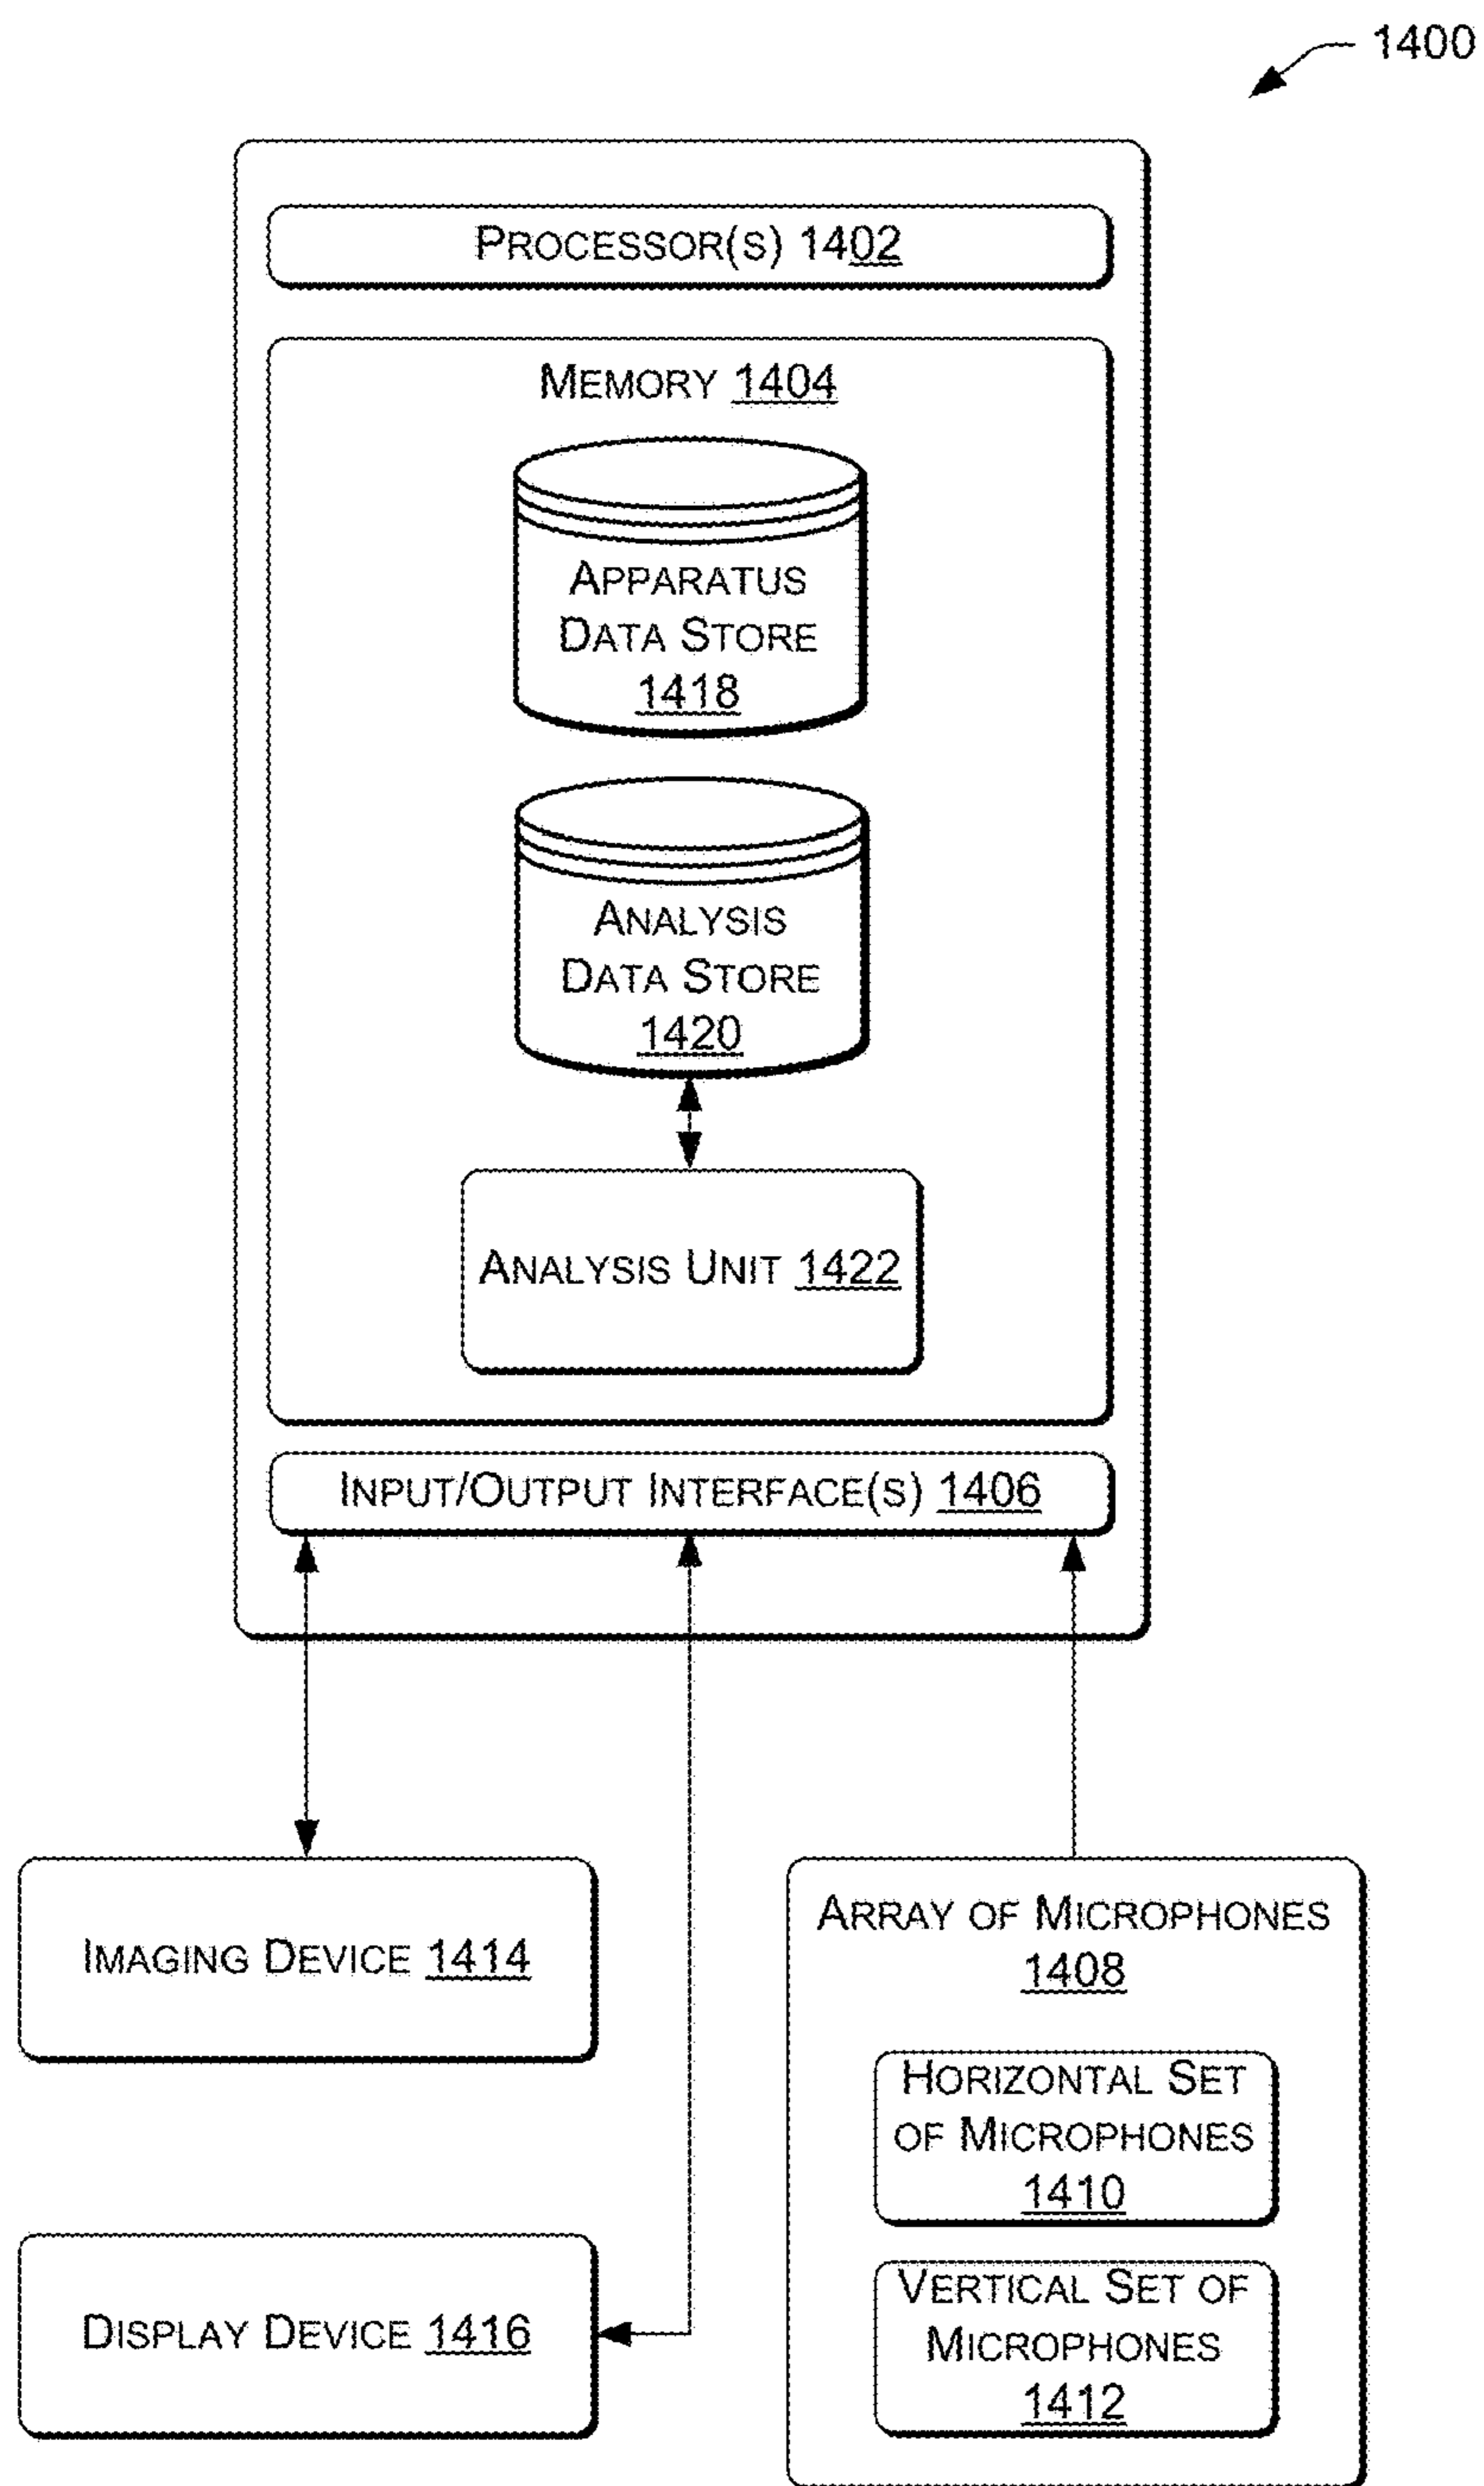 1400
PROCESSOR(S) 1402
MEMORY 1404
APPARATUS
DATA STORE
1418
ANALYSIS
DATA STORE
1420
ANALYSIS UNIT 1422
INPUT/OUTPUT INTERFACE(S) 1406
IMAGING DEVICE 1414
DISPLAY DEVICE 1416
ARRAY OF MICROPHONES
1408
HORIZONTAL SET
OF MICROPHONES
1410
VERTICAL SET OF
MICROPHONES
1412